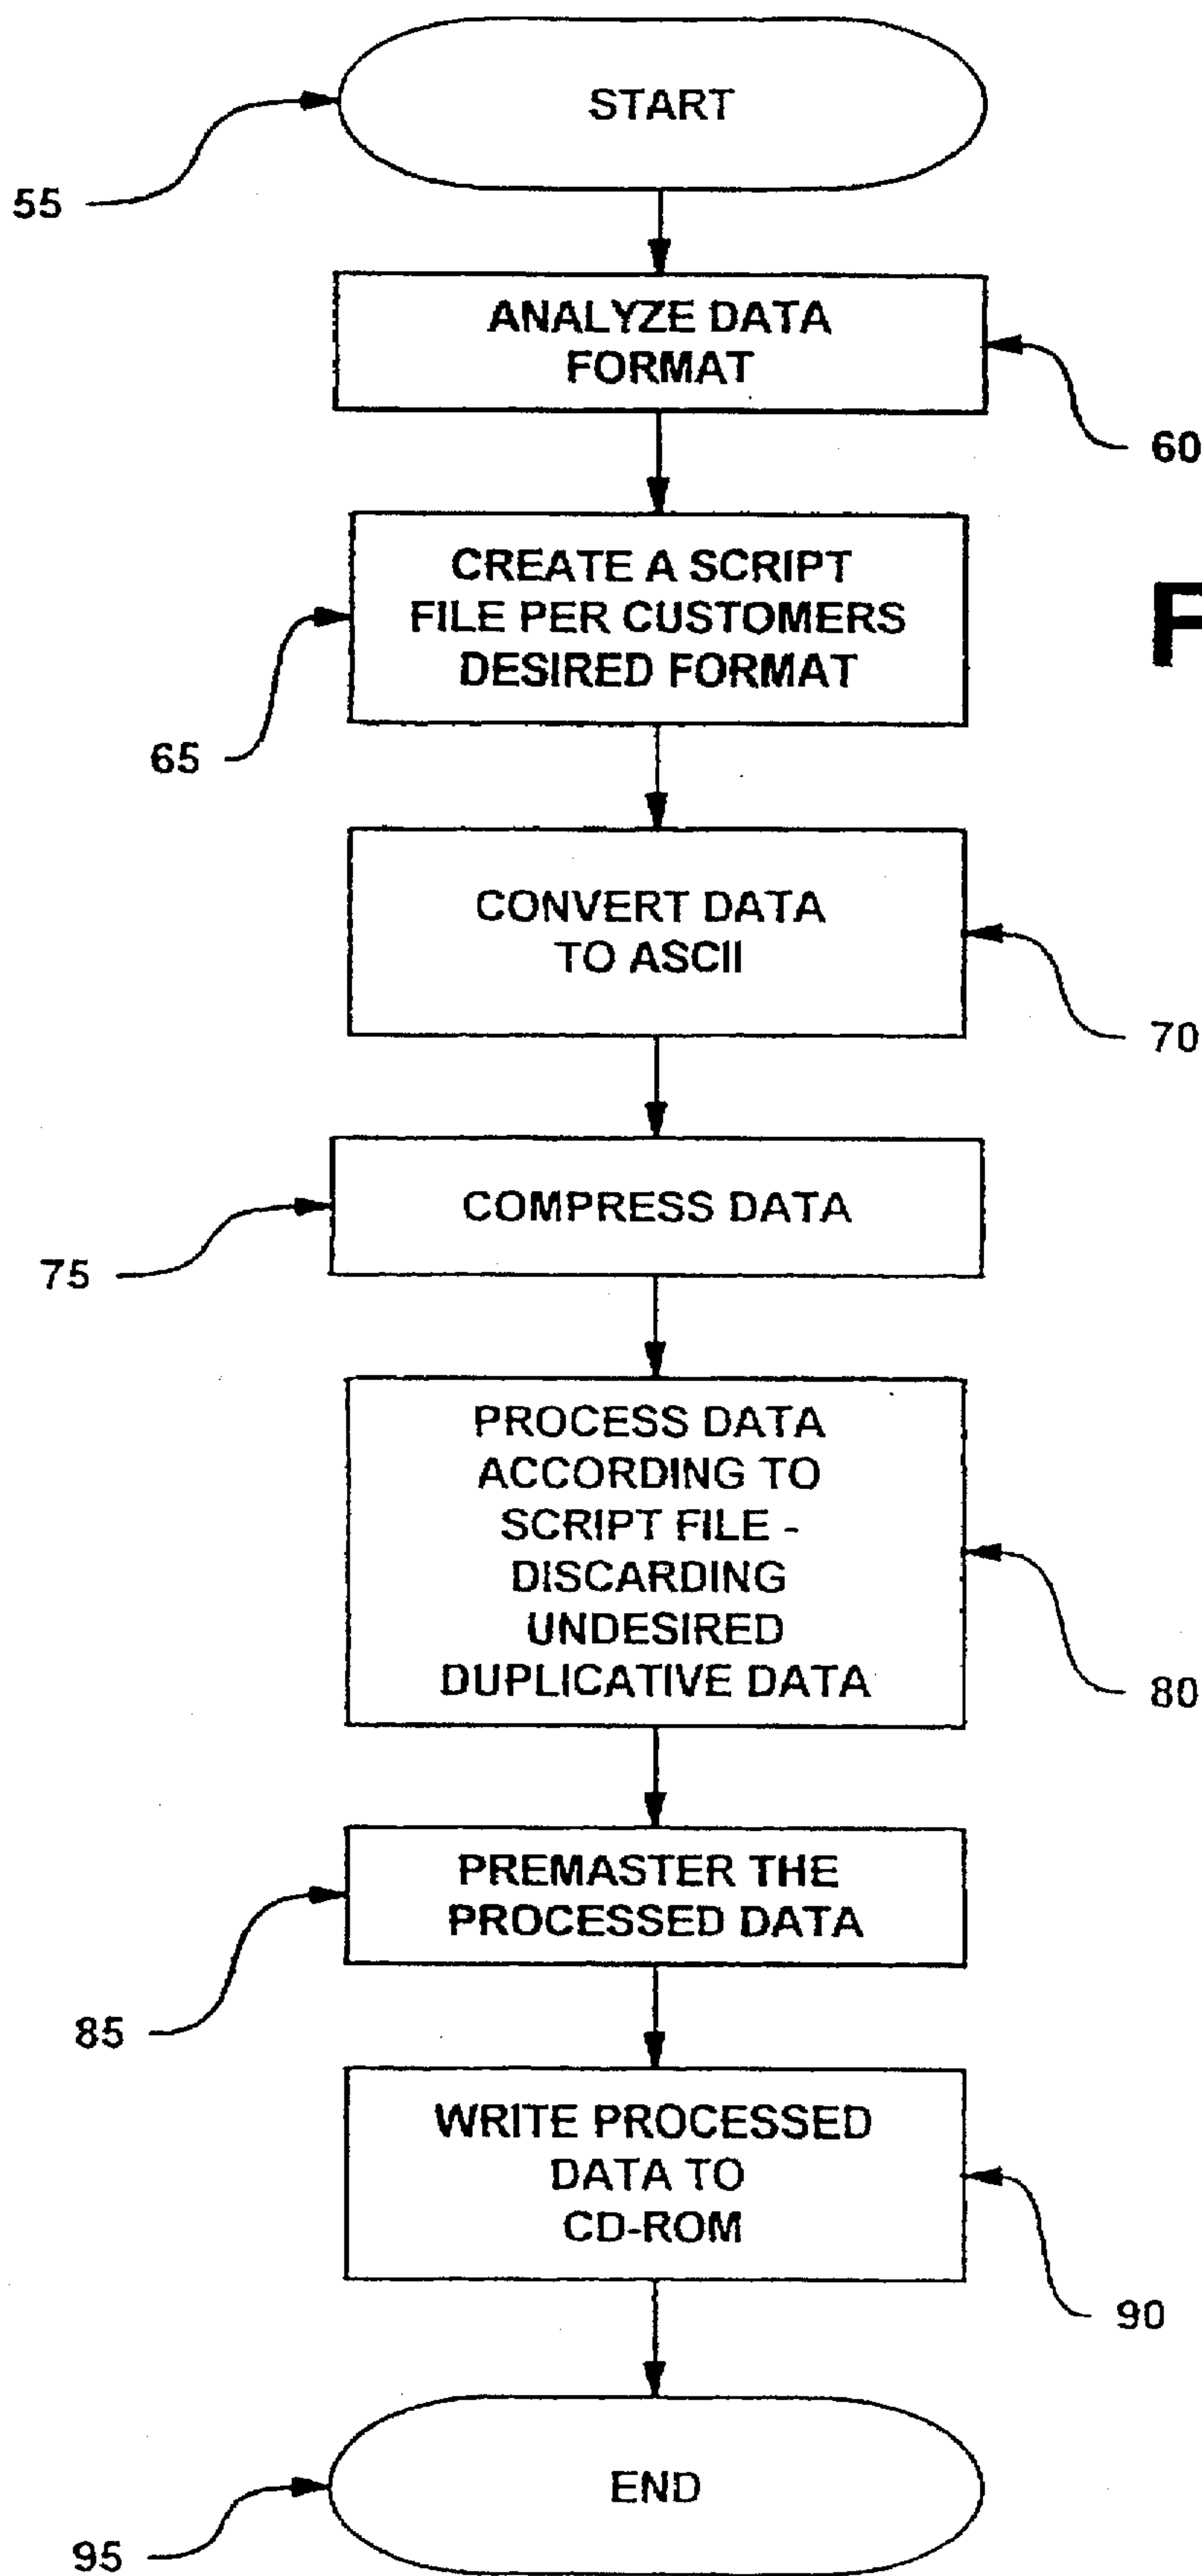 START
55
ANALYZE DATA
FORMAT
60
CREATE A SCRIPT
FILE PER CUSTOMERS
DESIRED FORMAT
F
65
CONVERT DATA
TO ASCII
70
COMPRESS DATA
75
PROCESS DATA
ACCORDING TO
SCRIPT FILE -
DISCARDING
UNDESIRED
DUPLICATIVE DATA
80
PREMASTER THE
PROCESSED DATA
85
WRITE PROCESSED
DATA TO
CD-ROM
90
END
95